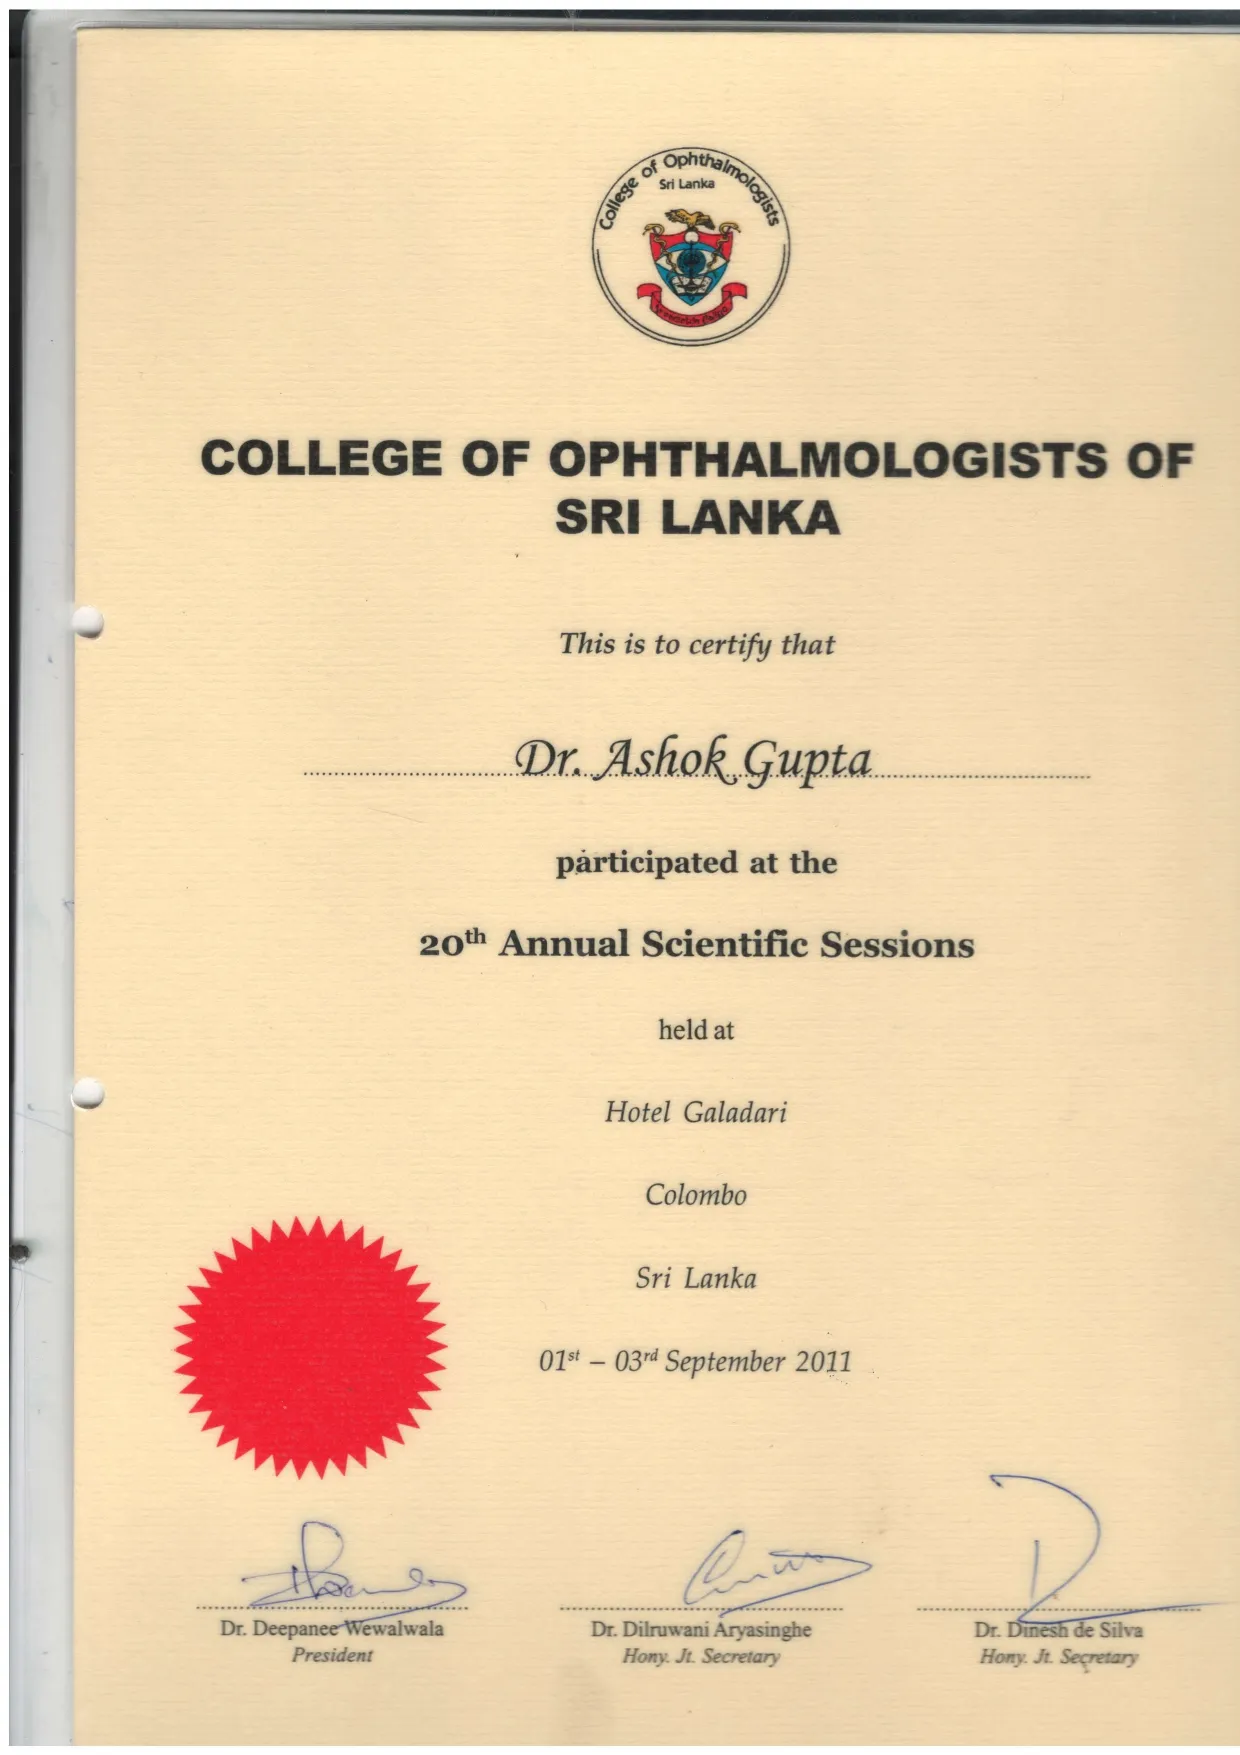 College of Ophthalmologists
Sri Lanka
COLLEGE OF OPHTHALMOLOGISTS OF
SRI LANKA
This is to certify that
Dr. Ashok Gupta
participated at the
20th Annual Scientific Sessions
held at
Hotel Galadari
Colombo
Sri Lanka
01st – 03rd September 2011
Dr. Deepanee Wewalwala
President
Dr. Dilruwani Aryasinghe
Hony. Jt. Secretary
Dr. Dinesh de Silva
Hony. Jt. Secretary